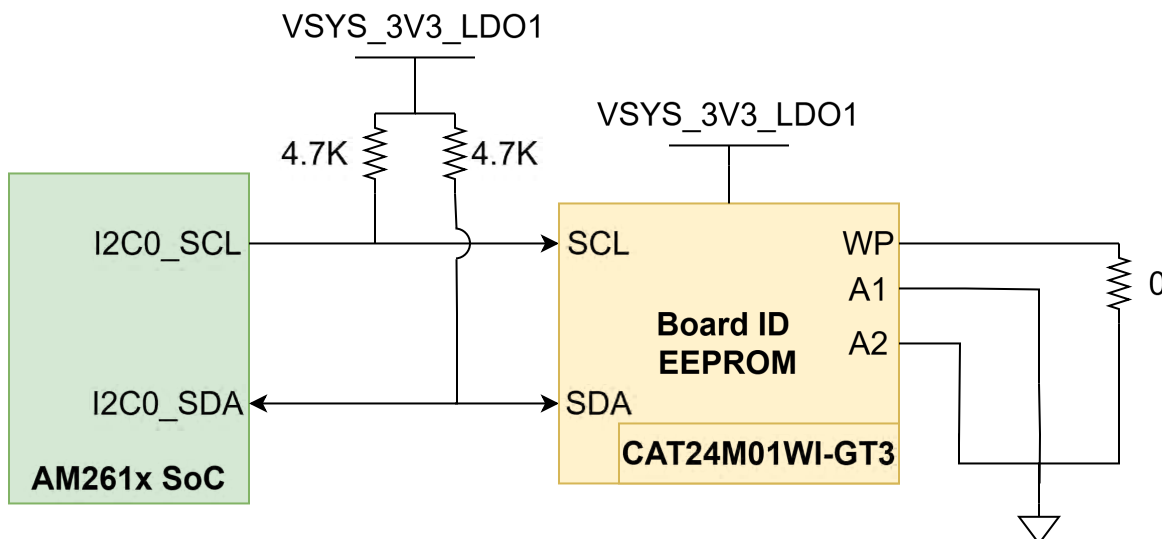 VSYS_3V3_LDO1
VSYS_3V3_LDO1
4.7K
4.7K
I2C0_SCL
SCL
WP
A1
0
Board ID
EEPROM
A2
I2C0_SDA
SDA
CAT24M01WI-GT3
AM261x SoC